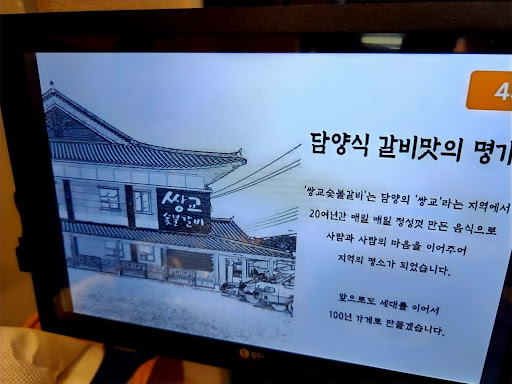 담양식 갈비맛의 명가
'쌍교숯불갈비'는 담양의 '쌍교'라는 지역에서
20여년간 매일 매일 정성껏 만든 음식으로
사람과 사람의 마음을 이어주어
지역의 명소가 되었습니다.
앞으로도 세대를 이어서
100년 가게로 만들겠습니다.
쌍교
숯불갈비